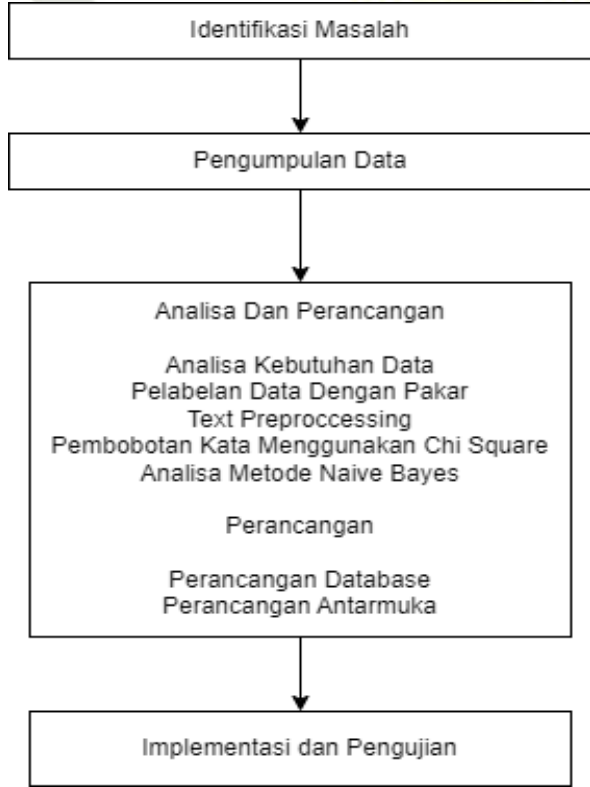 Identifikasi Masalah
Pengumpulan Data
Analisa Dan Perancangan
Analisa Kebutuhan Data
Pelabelan Data Dengan Pakar
Text Preproccessing
Pembobotan Kata Menggunakan Chi Square
Analisa Metode Naive Bayes
Perancangan
Perancangan Database
Perancangan Antarmuka
Implementasi dan Pengujian